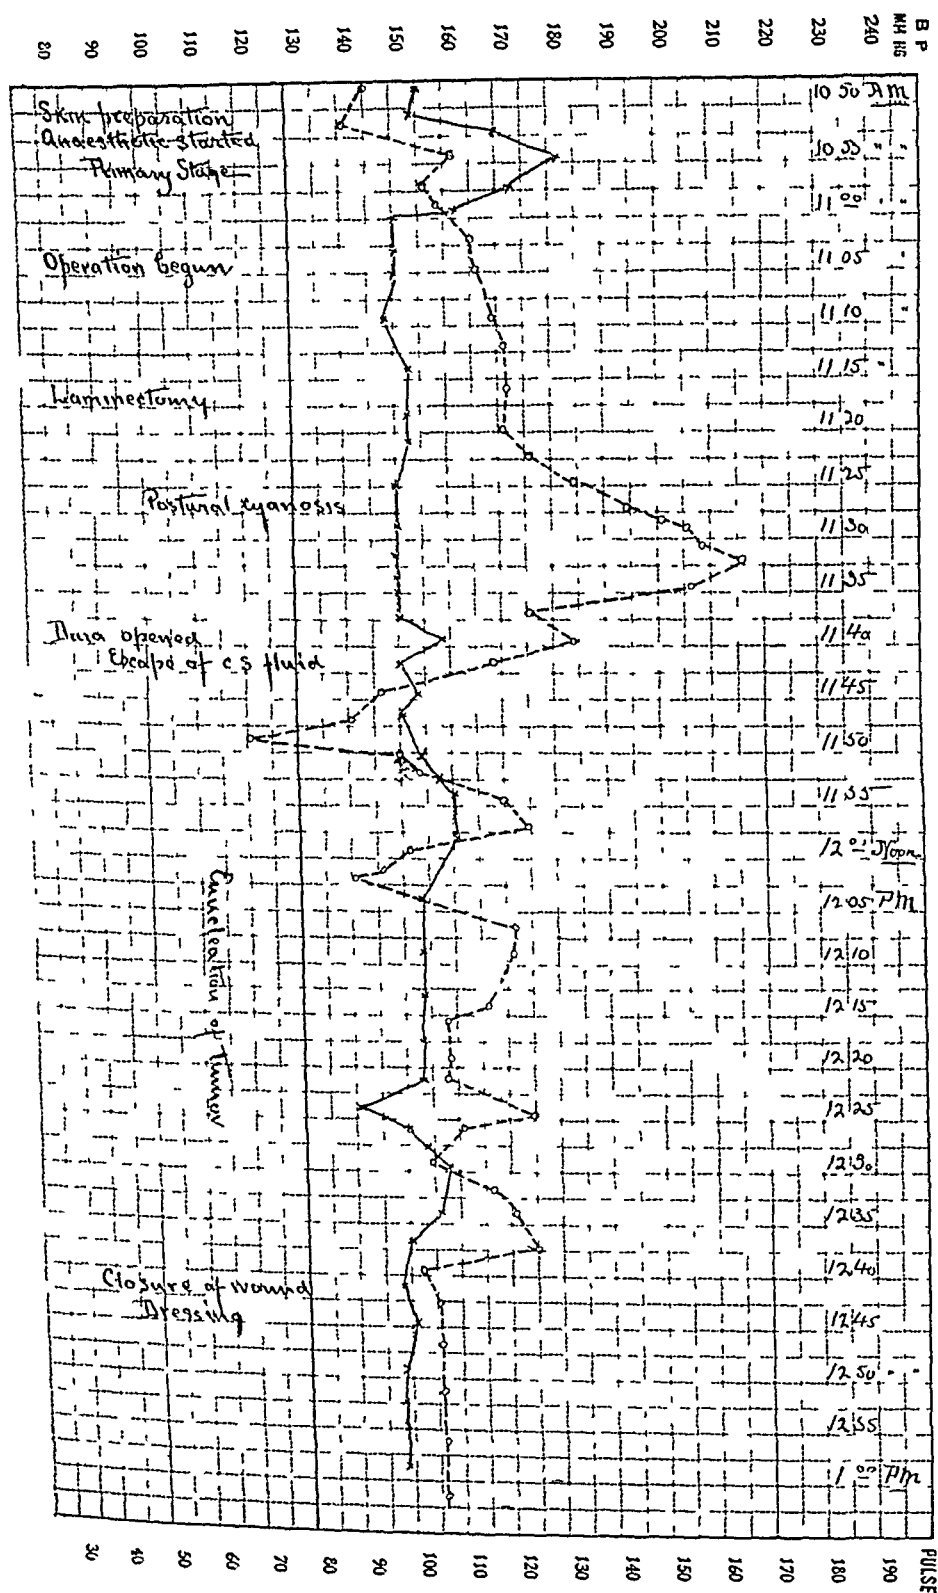 B P
MM HG
80 90 100 110 120 130 140 150 160 170 180 190 200 210 220 230 240
10 50 AM
Skin preparation
Anaesthetic started
Primary Stage
10 55 " "
11 00 " "
Operation begun
11 05 "
11 10 "
11 15 "
Laminectomy
11 20
11 25
Postural cyanosis
11 30
11 35
Dura opened
Escape of c s fluid
11 40
11 45
11 50
11 55
12 00 Noon
Enucleation of Tumor
12 05 PM
12 10
12 15
12 20
12 25
12 30
12 35
12 40
Closure of wound
Dressing
12 45
12 50 " "
12 55
1 00 PM
30 40 50 60 70 80 90 100 110 120 130 140 150 160 170 180 190
PULSE